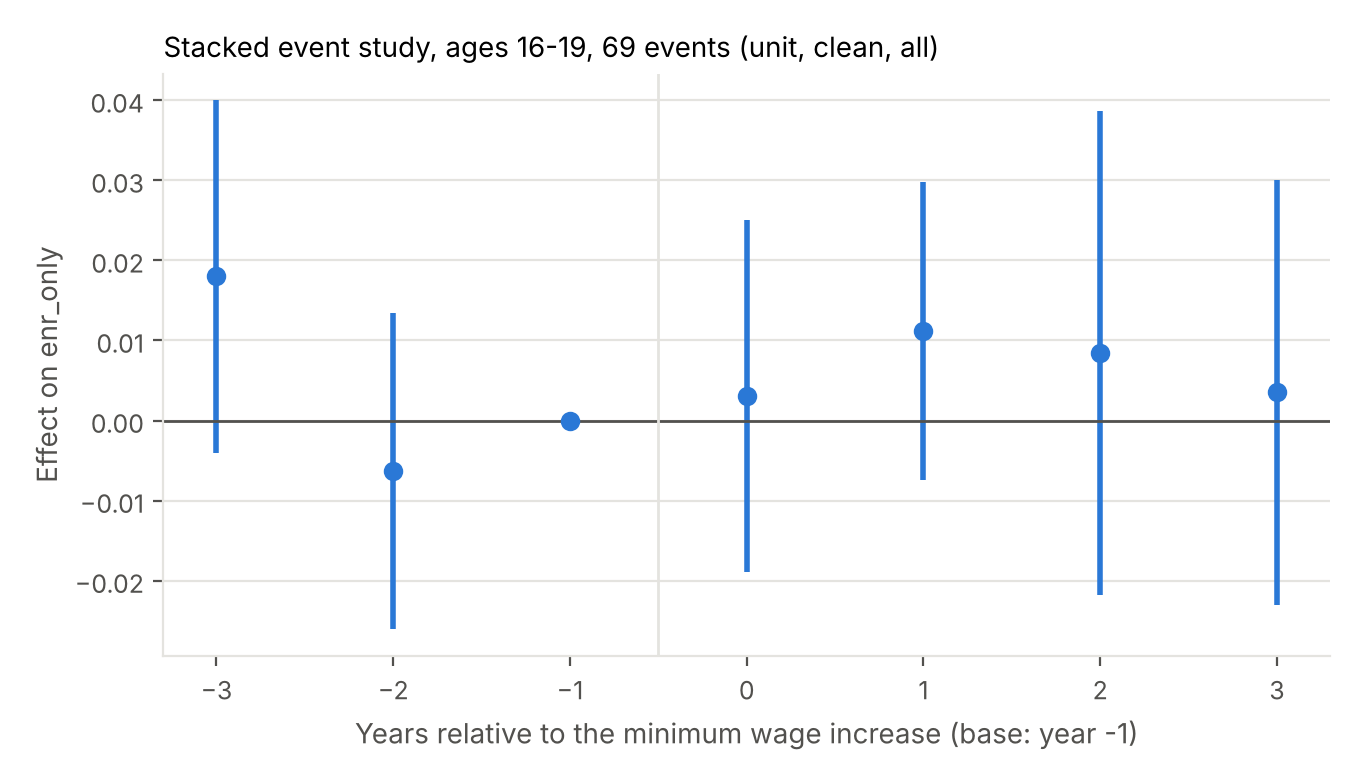 Stacked event study, ages 16-19, 69 events (unit, clean, all)
Effect on enr_only
0.04
0.03
0.02
0.01
0.00
−0.01
−0.02
−3 −2 −1 0 1 2 3
Years relative to the minimum wage increase (base: year -1)